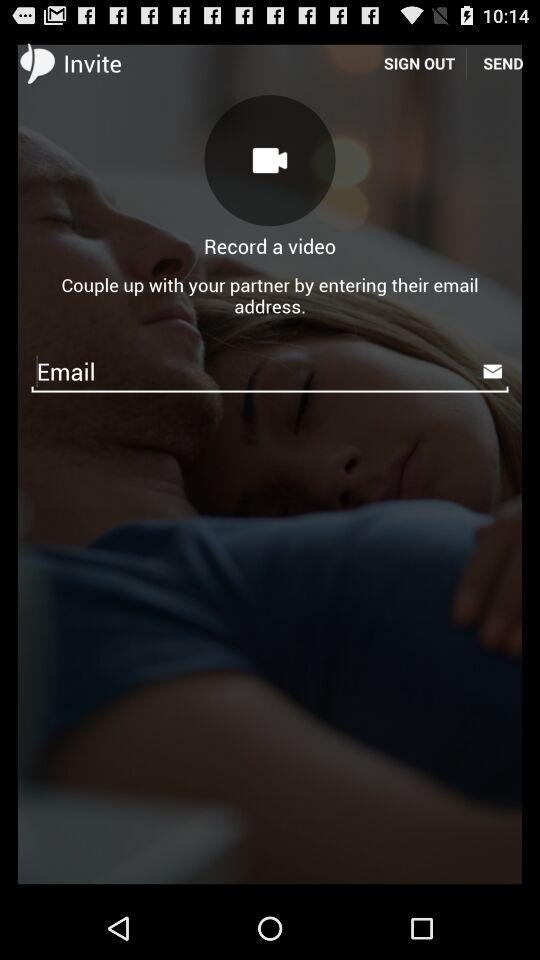 10:14
Invite
SIGN OUT
SEND
Record a video
Couple up with your partner by entering their email
address.
Email